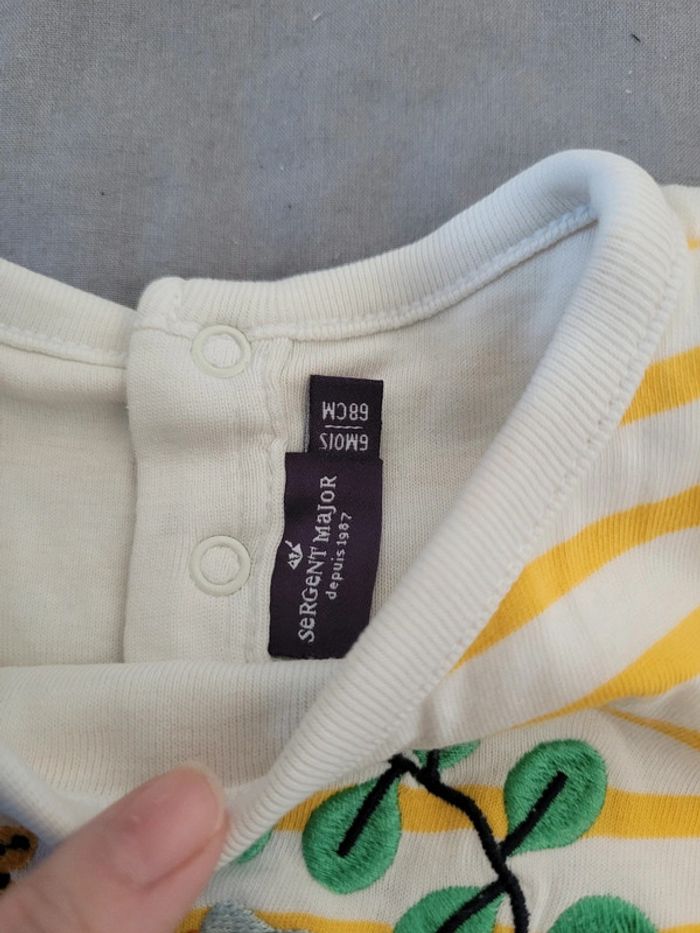 6MOIS
68CM
SeRGeNT MaJOR
depuis 1987